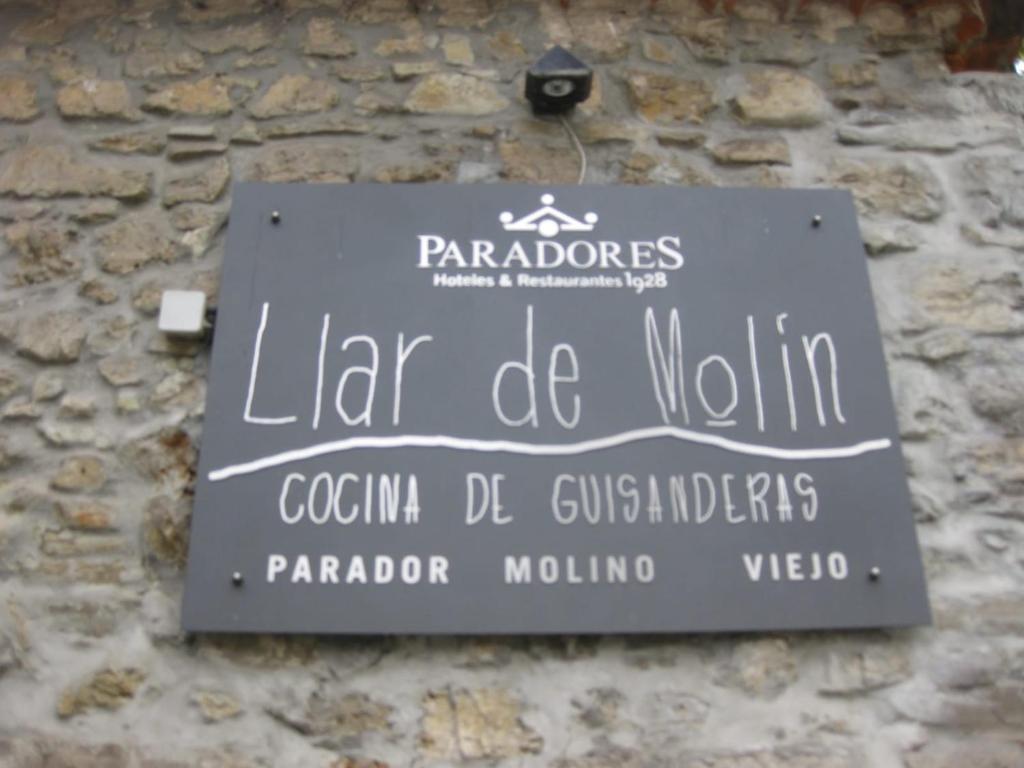 PARADORES
Hoteles & Restaurantes 1928
Llar de Molin
COCINA DE GUISANDERAS
PARADOR MOLINO VIEJO